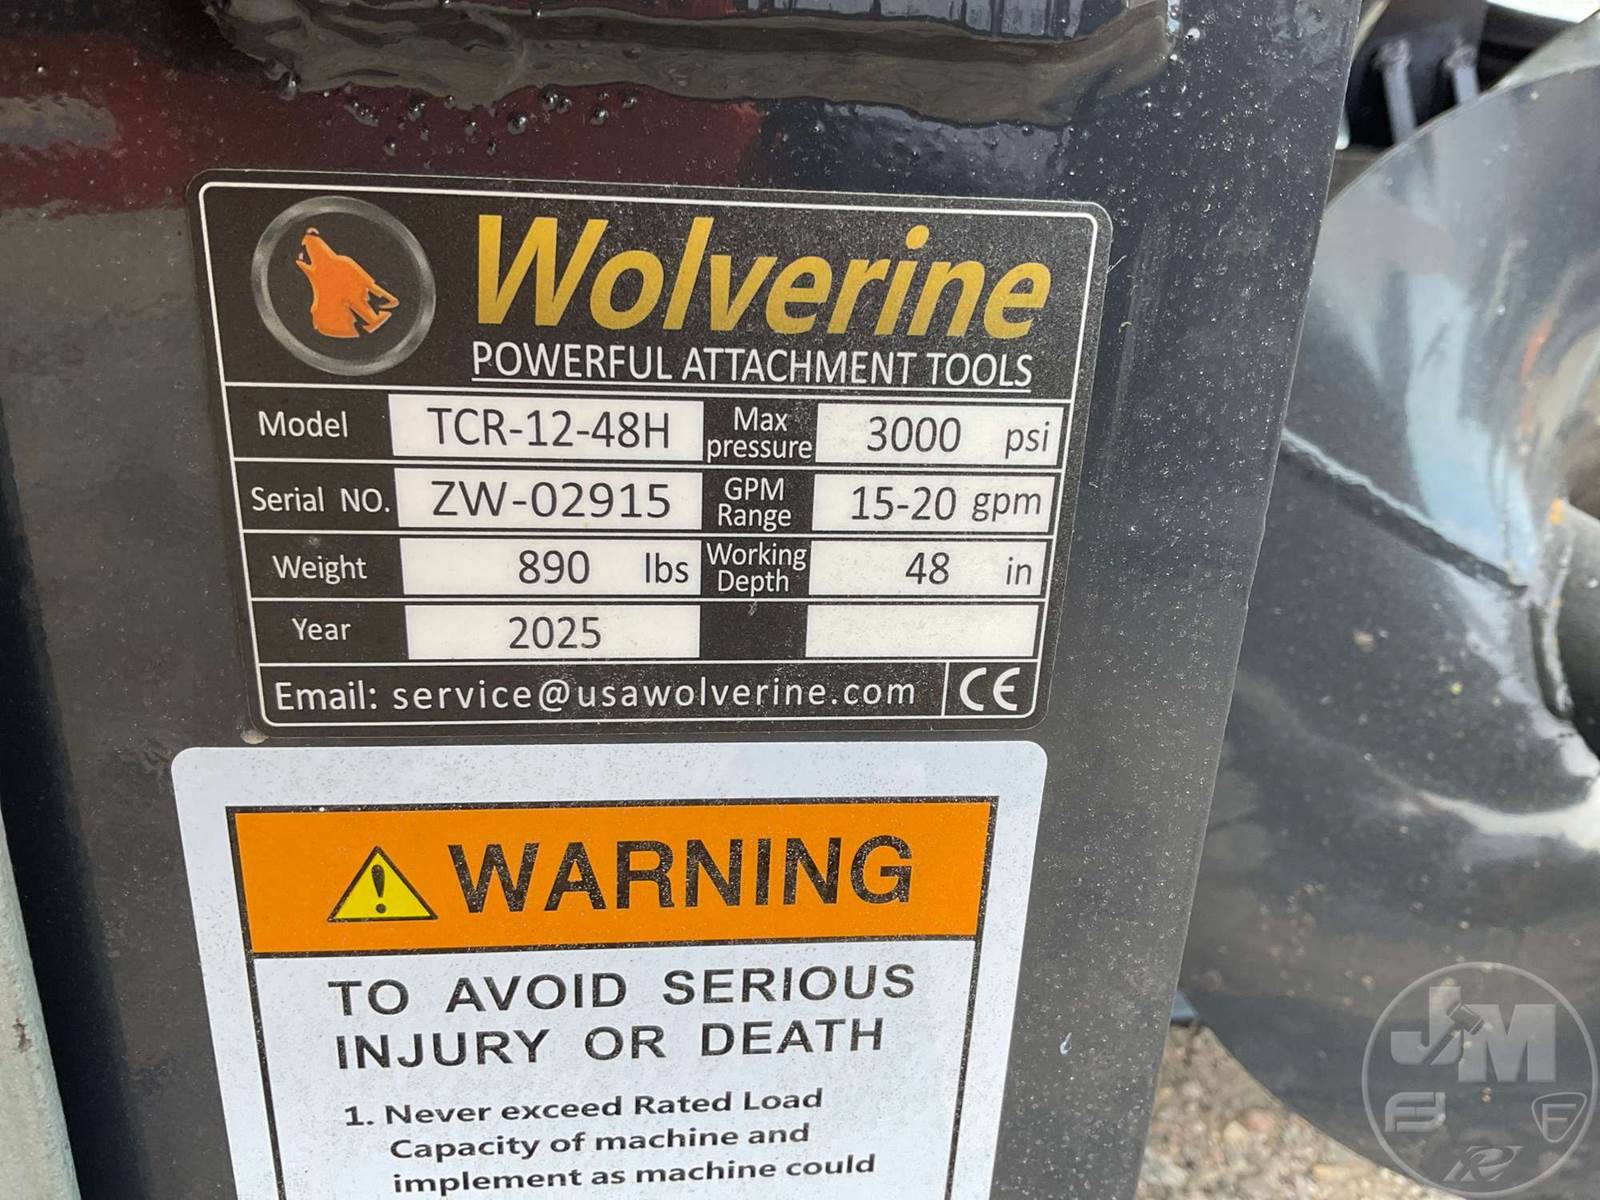 Wolverine
POWERFUL ATTACHMENT TOOLS
Model TCR-12-48H Max pressure 3000 psi
Serial NO. ZW-02915 GPM Range 15-20 gpm
Weight 890 lbs Working Depth 48 in
Year 2025
Email: service@usawolverine.com CE
WARNING
TO AVOID SERIOUS
INJURY OR DEATH
1. Never exceed Rated Load
Capacity of machine and
implement as machine could
JM